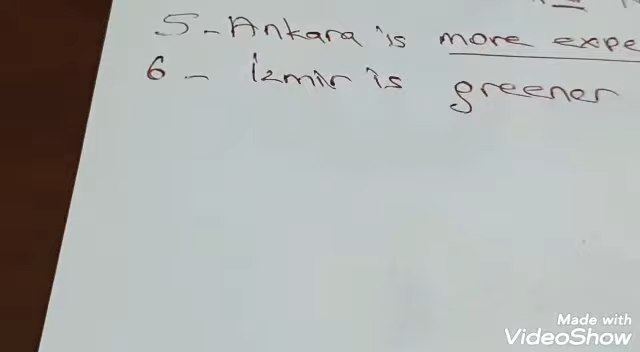 5 - Ankara is more expe
6 - İzmir is greener
Made with
VideoShow